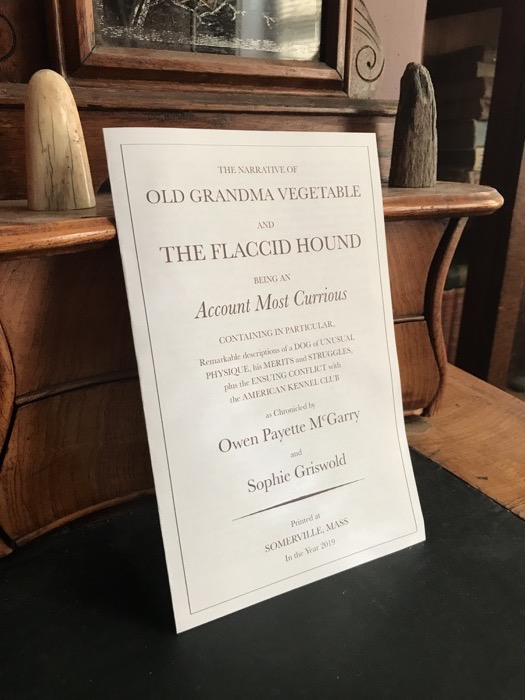 THE NARRATIVE OF
OLD GRANDMA VEGETABLE
AND
THE FLACCID HOUND
BEING AN
Account Most Currious
CONTAINING IN PARTICULAR,
Remarkable descriptions of a DOG of UNUSUAL
PHYSIQUE, his MERITS and STRUGGLES,
plus the ENSUING CONFLICT with
the AMERICAN KENNEL CLUB
as Chronicled by
Owen Payette McGarry
and
Sophie Griswold
Printed at
SOMERVILLE, MASS
In the Year 2019